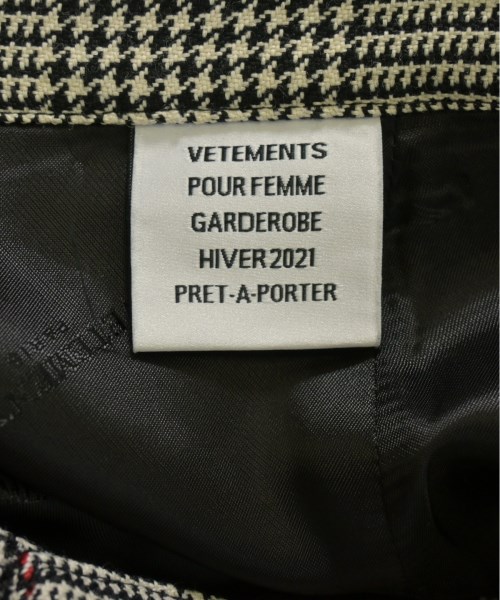 VETEMENTS
POUR FEMME
GARDEROBE
HIVER 2021
PRET-A-PORTER